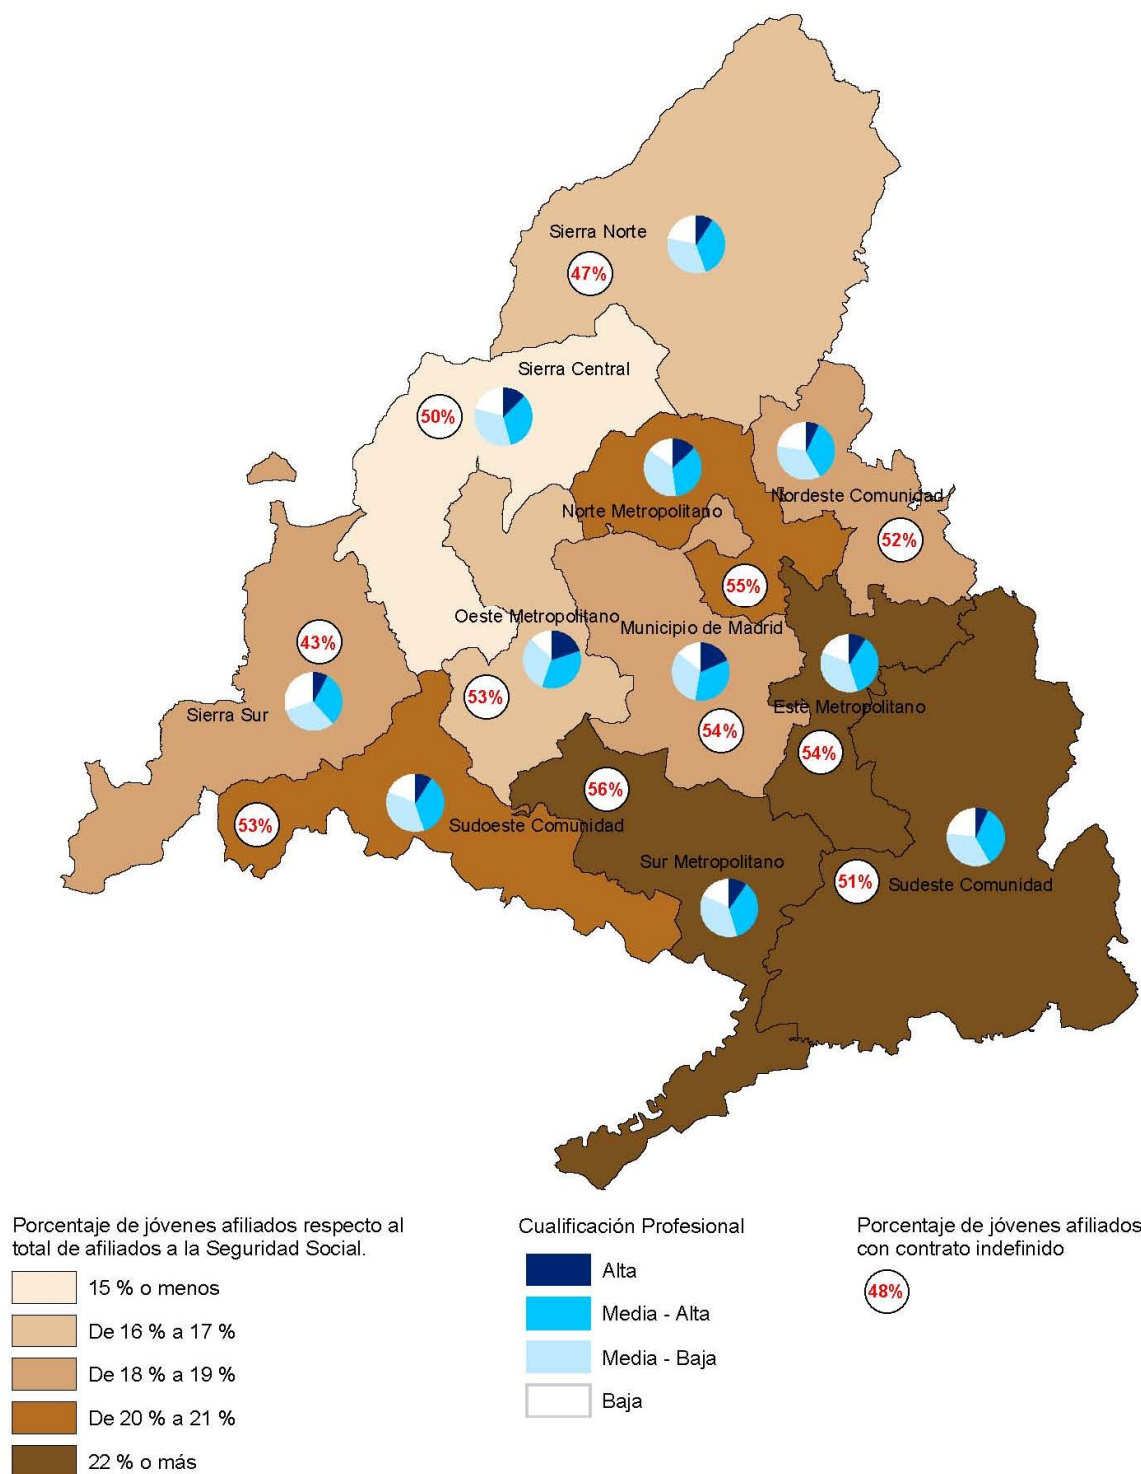 Sierra Norte
47%
Sierra Central
50%
Nordeste Comunidad
Norte Metropolitano
52%
55%
Oeste Metropolitano
Municipio de Madrid
43%
53%
Sierra Sur
Este Metropolitano
54%
54%
56%
53%
Sudoeste Comunidad
Sur Metropolitano
51%
Sudeste Comunidad
Porcentaje de jóvenes afiliados respecto al
total de afiliados a la Seguridad Social.
15 % o menos
De 16 % a 17 %
De 18 % a 19 %
De 20 % a 21 %
22 % o más
Cualificación Profesional
Alta
Media - Alta
Media - Baja
Baja
Porcentaje de jóvenes afiliados
con contrato indefinido
48%